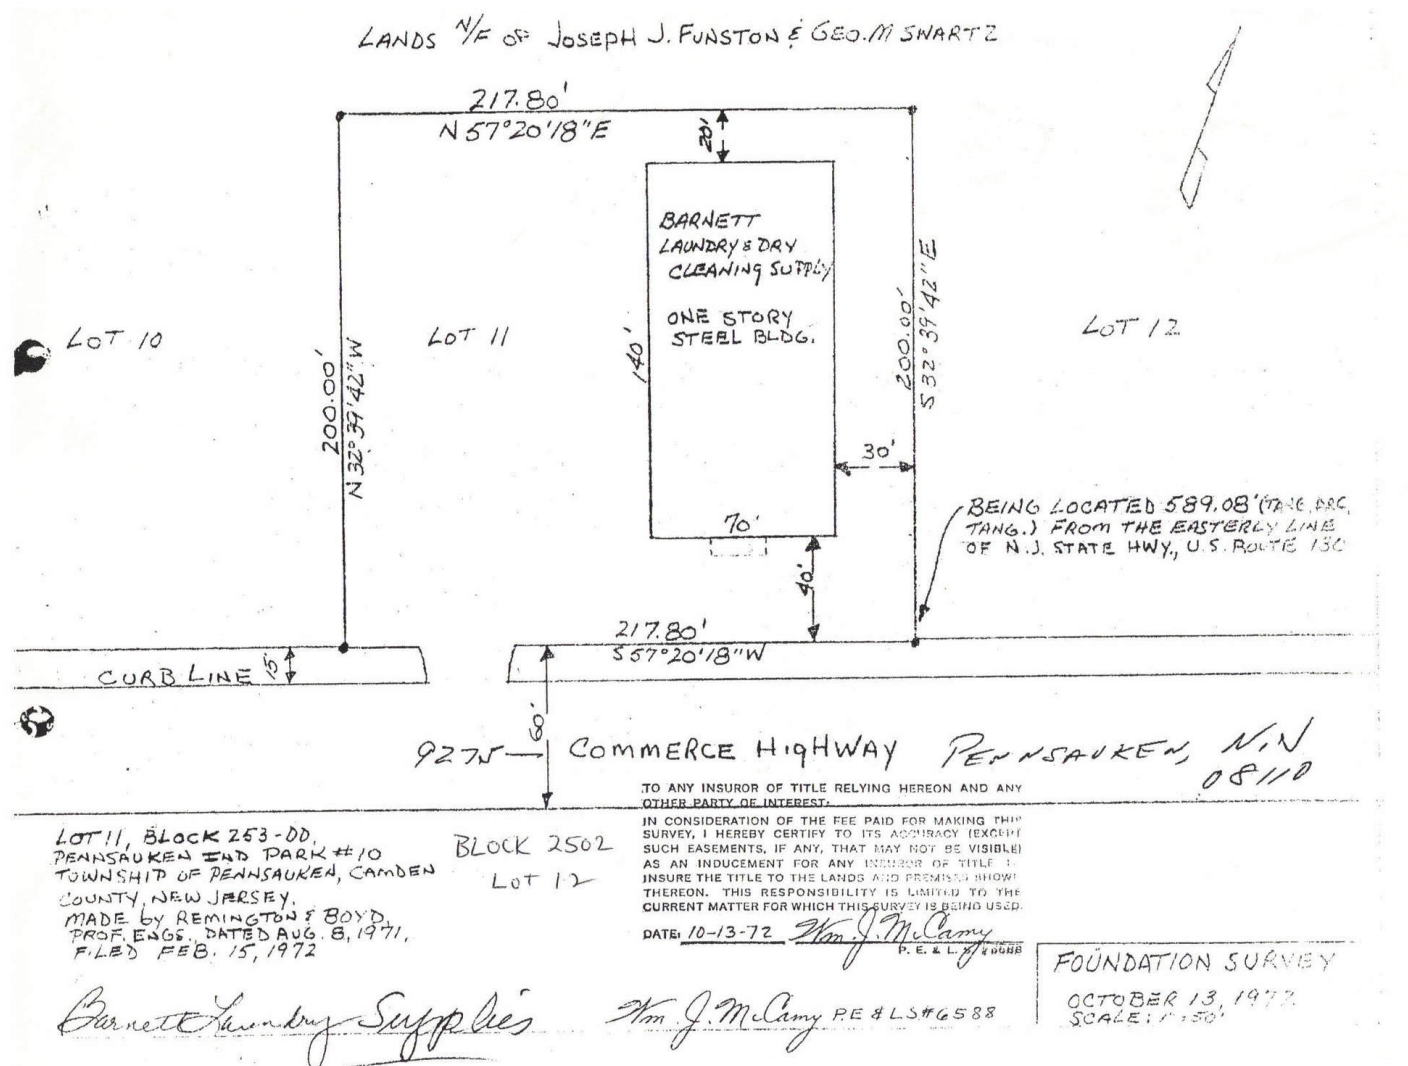 LANDS N/F OF JOSEPH J. FUNSTON & GEO. M SWARTZ
217.80'
N 57°20'18" E
20'
BARNETT
LAUNDRY & DRY
CLEANING SUPPLY
ONE STORY
STEEL BLDG.
140'
LOT 10
LOT 11
LOT 12
200.00'
N 32°39'42" W
200.00'
S 32°39'42" E
30'
70'
40'
BEING LOCATED 589.08' (TANG, ARC,
TANG.) FROM THE EASTERLY LINE
OF N.J. STATE HWY., U.S. ROUTE 130
217.80'
S 57°20'18" W
CURB LINE
15'
60'
9275 — COMMERCE HIGHWAY PENNSAUKEN,
08110
TO ANY INSUROR OF TITLE RELYING HEREON AND ANY
OTHER PARTY OF INTEREST:
IN CONSIDERATION OF THE FEE PAID FOR MAKING THIS
SURVEY, I HEREBY CERTIFY TO ITS ACCURACY (EXCEPT
SUCH EASEMENTS, IF ANY, THAT MAY NOT BE VISIBLE)
AS AN INDUCEMENT FOR ANY INSUROR OF TITLE
INSURE THE TITLE TO THE LANDS AND PREMISES SHOWN
THEREON. THIS RESPONSIBILITY IS LIMITED TO THE
CURRENT MATTER FOR WHICH THIS SURVEY IS BEING USED.
DATE: 10-13-72 Wm. J. McCamy
P. E. & L. S.
LOT 11, BLOCK 253-DD,
PENNSAUKEN IND PARK #10
TOWNSHIP OF PENNSAUKEN, CAMDEN
COUNTY, NEW JERSEY.
MADE by REMINGTON & BOYD,
PROF. ENGS., DATED AUG. 8, 1971,
FILED FEB. 15, 1972
BLOCK 2502
LOT 12
Barnett Laundry Supplies
Wm. J. McCamy P.E & LS #6588
FOUNDATION SURVEY
OCTOBER 13, 1972
SCALE: 1":50'